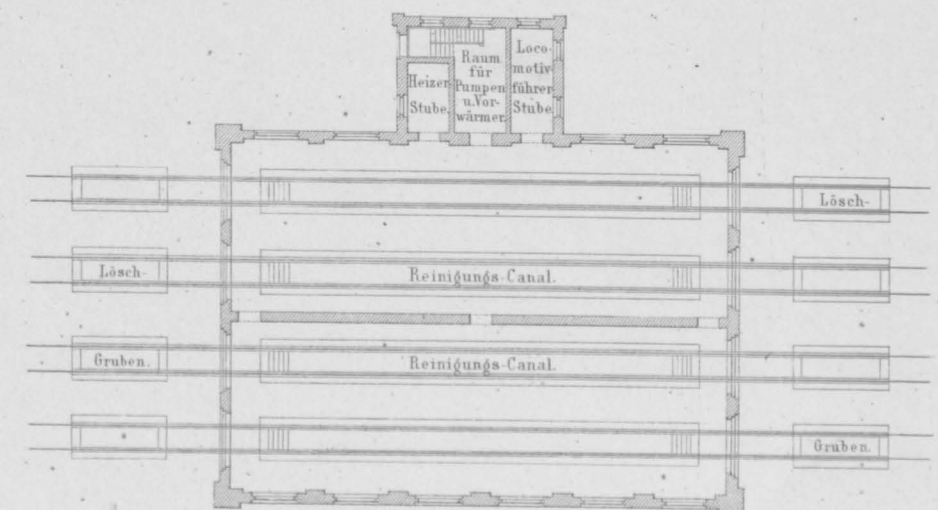 Heizer
Stube.
Raum
für
Pumpen
u. Vor-
wärmer.
Loco-
motiv-
führer
Stube.
Lösch-
Lösch-
Reinigungs-Canal.
Gruben.
Reinigungs-Canal.
Gruben.